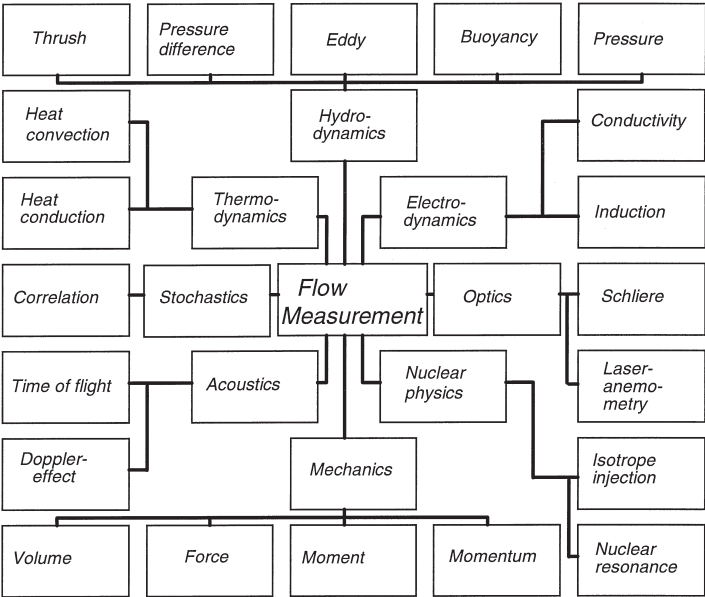 Thrush
Pressure
difference
Eddy
Buoyancy
Pressure
Heat
convection
Hydro-
dynamics
Conductivity
Heat
conduction
Thermo-
dynamics
Electro-
dynamics
Induction
Correlation
Stochastics
Flow
Measurement
Optics
Schliere
Time of flight
Acoustics
Nuclear
physics
Laser-
anemo-
metry
Doppler-
effect
Mechanics
Isotrope
injection
Volume
Force
Moment
Momentum
Nuclear
resonance